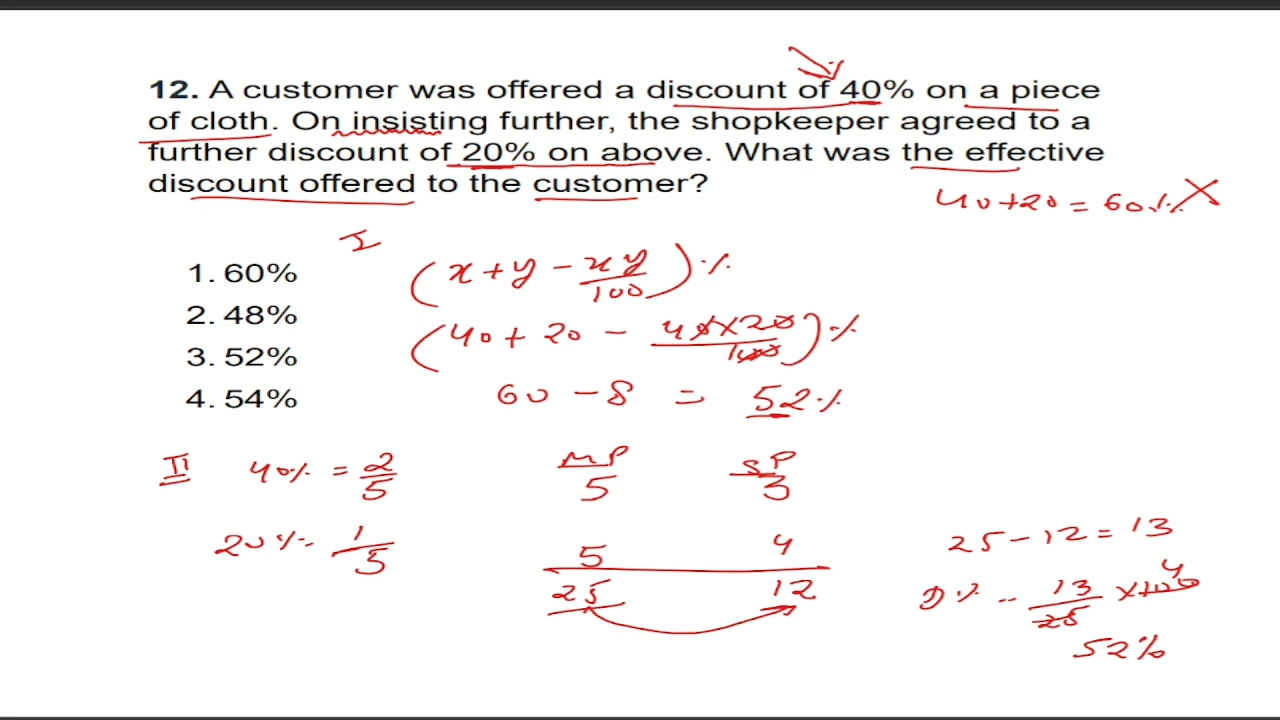 12. A customer was offered a discount of 40% on a piece
of cloth. On insisting further, the shopkeeper agreed to a
further discount of 20% on above. What was the effective
discount offered to the customer?
40+20 = 60% X
1. 60%
2. 48%
3. 52%
4. 54%
I
(x+y - xy/100)%
(40+20 - 40×20/100)%
60 - 8 = 52%
II 40% = 2/5
20% = 1/5
MP SP
5 3
5 4
25 12
25-12 = 13
D% = 13/25 × 100 4
52%